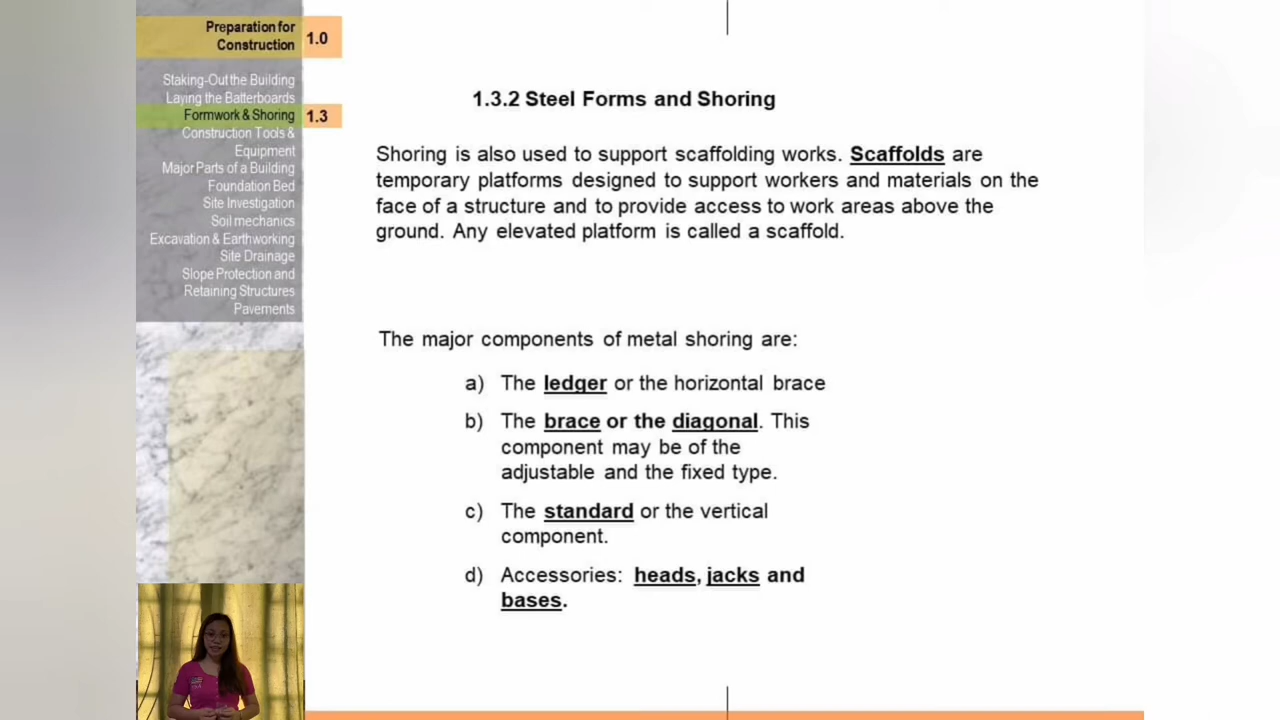 Preparation for
Construction
1.0
Staking-Out the Building
Laying the Batterboards
Formwork & Shoring
1.3
Construction Tools &
Equipment
Major Parts of a Building
Foundation Bed
Site Investigation
Soil mechanics
Excavation & Earthworking
Site Drainage
Slope Protection and
Retaining Structures
Pavements
1.3.2 Steel Forms and Shoring
Shoring is also used to support scaffolding works. Scaffolds are
temporary platforms designed to support workers and materials on the
face of a structure and to provide access to work areas above the
ground. Any elevated platform is called a scaffold.
The major components of metal shoring are:
a) The ledger or the horizontal brace
b) The brace or the diagonal. This
component may be of the
adjustable and the fixed type.
c) The standard or the vertical
component.
d) Accessories: heads, jacks and
bases.